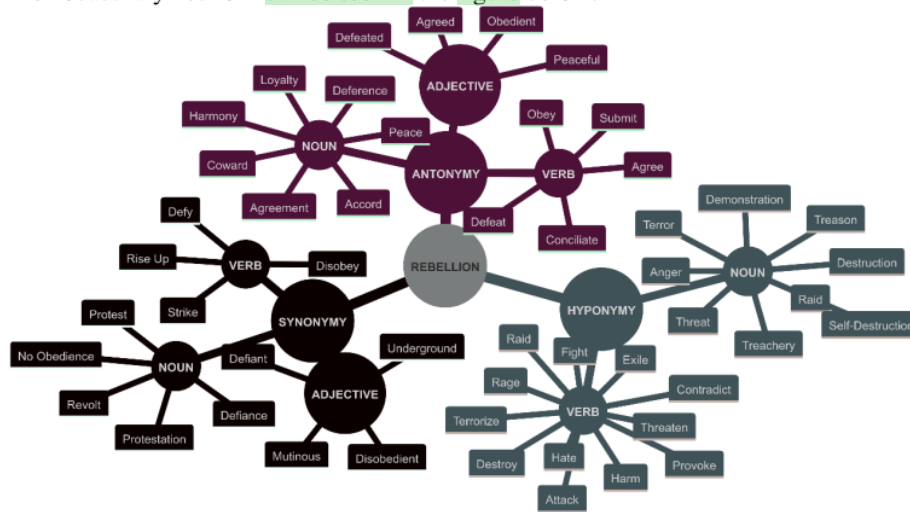 Agreed
Obedient
Defeated
Peaceful
ADJECTIVE
Loyalty
Deference
Harmony
Peace
NOUN
Coward
Agreement
Accord
ANTONYMY
Obey
Submit
Agree
VERB
Defeat
Conciliate
REBELLION
Defy
Rise Up
VERB
Disobey
Strike
SYNONYMY
Protest
No Obedience
NOUN
Revolt
Protestation
Defiance
Defiant
Underground
ADJECTIVE
Mutinous
Disobedient
HYPONYMY
Demonstration
Terror
Treason
Anger
NOUN
Destruction
Raid
Threat
Self-Destruction
Treachery
Raid
Fight
Exile
Rage
Contradict
Terrorize
VERB
Threaten
Destroy
Hate
Provoke
Harm
Attack